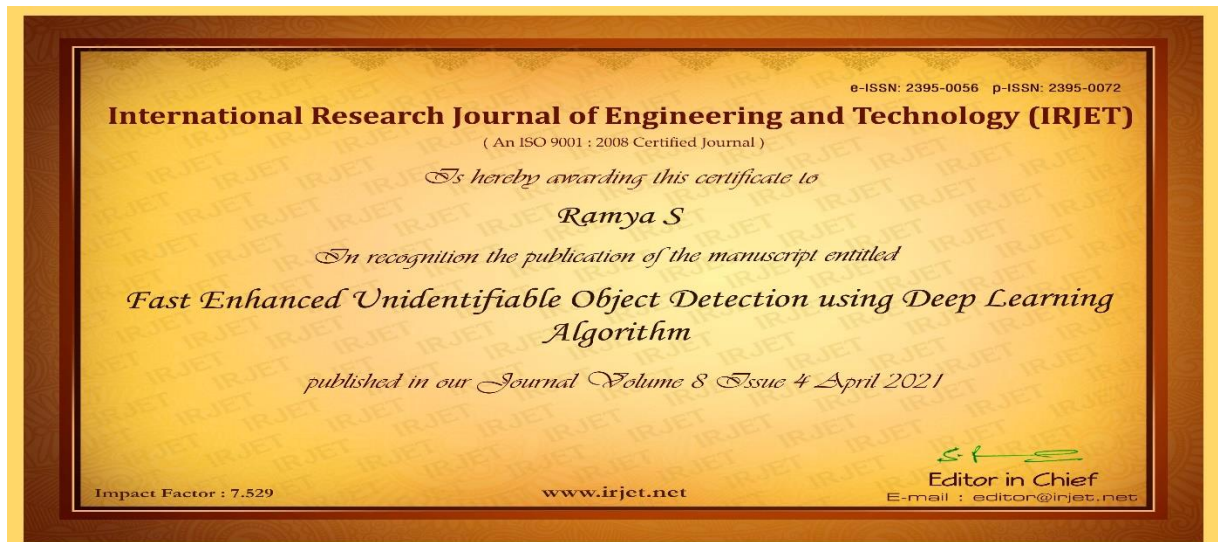 e-ISSN: 2395-0056 p-ISSN: 2395-0072
International Research Journal of Engineering and Technology (IRJET)
( An ISO 9001 : 2008 Certified Journal )
Is hereby awarding this certificate to
Ramya S
In recognition the publication of the manuscript entitled
Fast Enhanced Unidentifiable Object Detection using Deep Learning
Algorithm
published in our Journal Volume 8 Issue 4 April 2021
Editor in Chief
Impact Factor : 7.529 www.irjet.net E-mail : editor@irjet.net